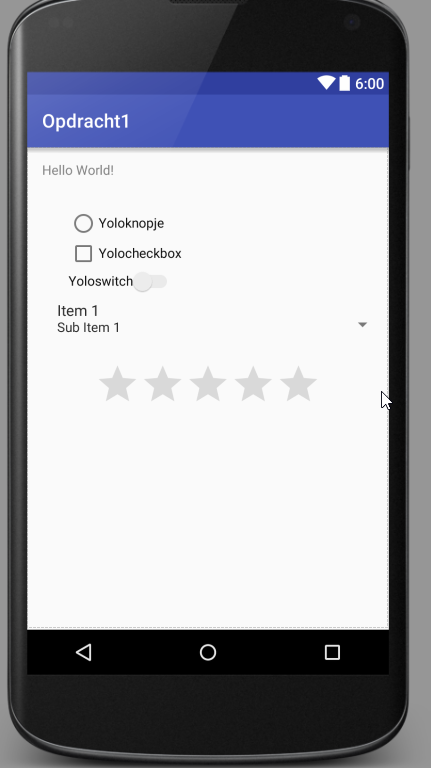 6:00
Opdracht1
Hello World!
Yoloknopje
Yolocheckbox
Yoloswitch
Item 1
Sub Item 1